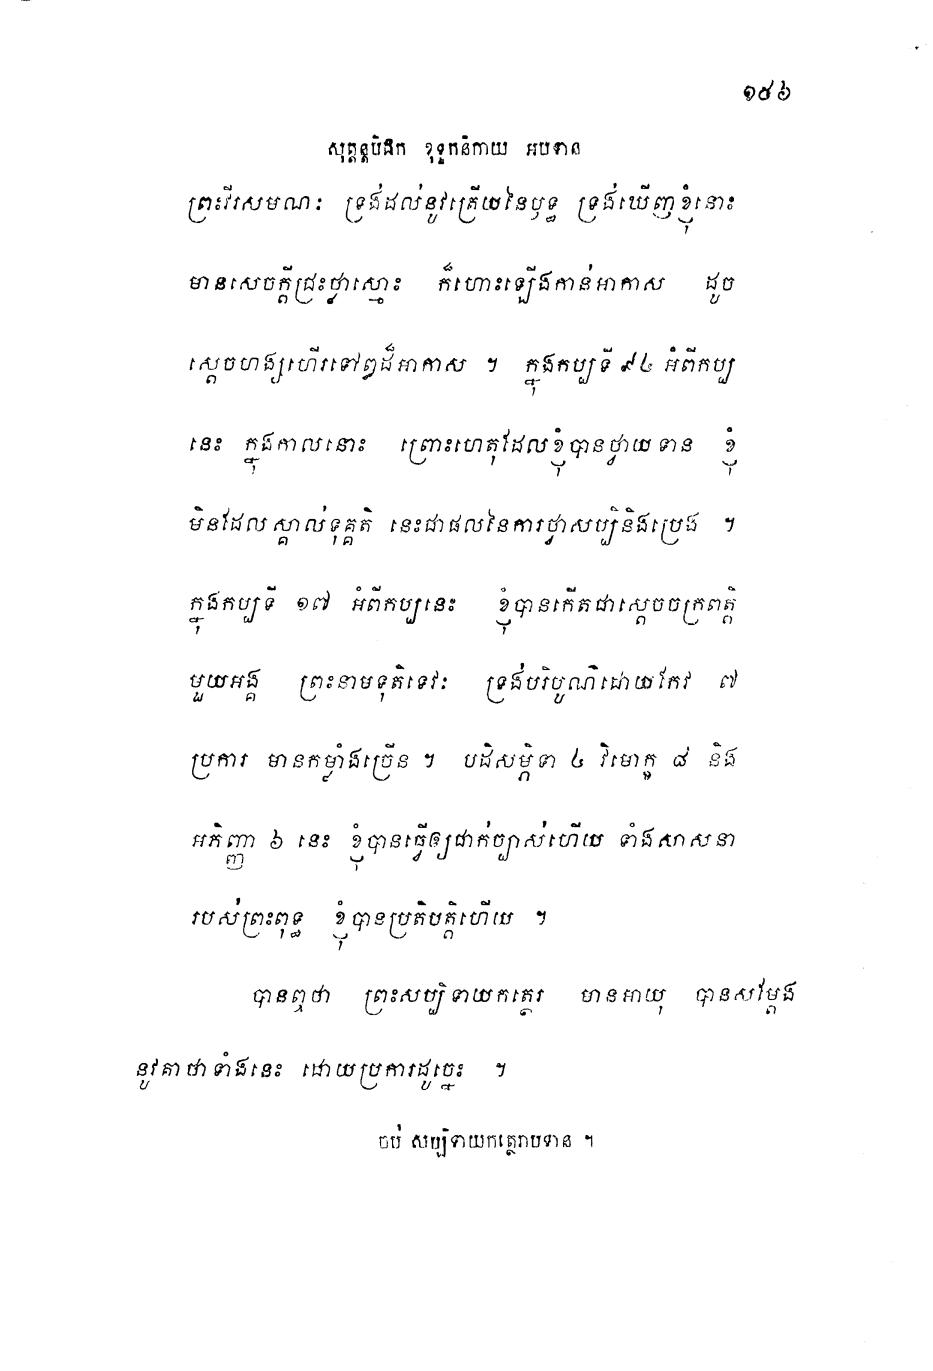 ១៥៦
សុត្តន្តបិដក ខុទ្ទកនិកាយ អបទាន
ព្រះវីរសមណៈ ទ្រង់ដល់នូវត្រើយនៃឫទ្ធ ទ្រង់ឃើញខ្ញុំនោះ
មានសេចក្តីជ្រះថ្លាស្មោះ ក៏ហោះឡើងកាន់អាកាស ដូច
ស្តេចហង្សហើរទៅឰដ៏អាកាស ។ ក្នុងកប្បទី ៩៤ អំពីកប្ប
នេះ ក្នុងកាលនោះ ព្រោះហេតុដែលខ្ញុំបានថ្វាយទាន ខ្ញុំ
មិនដែលស្គាល់ទុគ្គតិ នេះជាផលនៃការថ្វាសប្បិនិងប្រេង ។
ក្នុងកប្បទី ១៧ អំពីកប្បនេះ ខ្ញុំបានកើតជាស្តេចចក្រពត្តិ
មួយអង្គ ព្រះនាមទុតិទេវៈ ទ្រង់បរិបូណ៌ដោយកែវ ៧
ប្រការ មានកម្លាំងច្រើន ។ បដិសម្ភិទា ៤ វិមោក្ខ ៨ និង
អភិញ្ញា ៦ នេះ ខ្ញុំបានធ្វើឲ្យជាក់ច្បាស់ហើយ ទាំងសាសនា
របស់ព្រះពុទ្ធ ខ្ញុំបានប្រតិបត្តិហើយ ។
បានឮថា ព្រះសប្បិទាយកត្ថេរ មានអាយុ បានសម្តែង
នូវគាថាទាំងនេះ ដោយប្រការដូច្នេះ ។
ចប់ សប្បិទាយកត្ថេរាបទាន ។